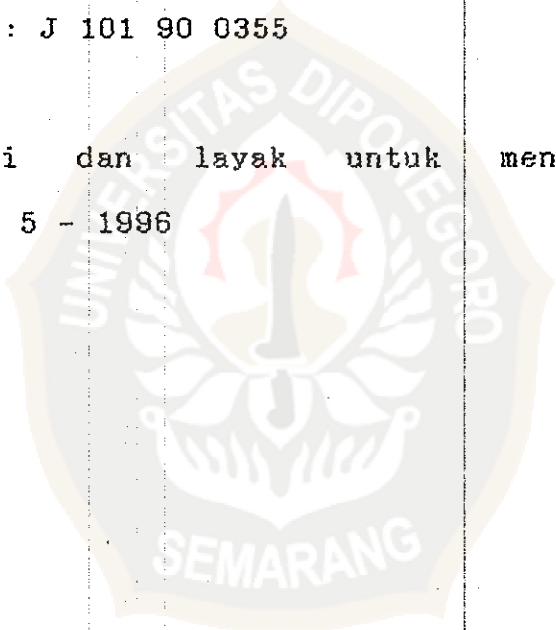 : J 101 90 0355
i dan layak untuk men
5 - 1996
UNIVERSITAS DIPONEGORO
SEMARANG